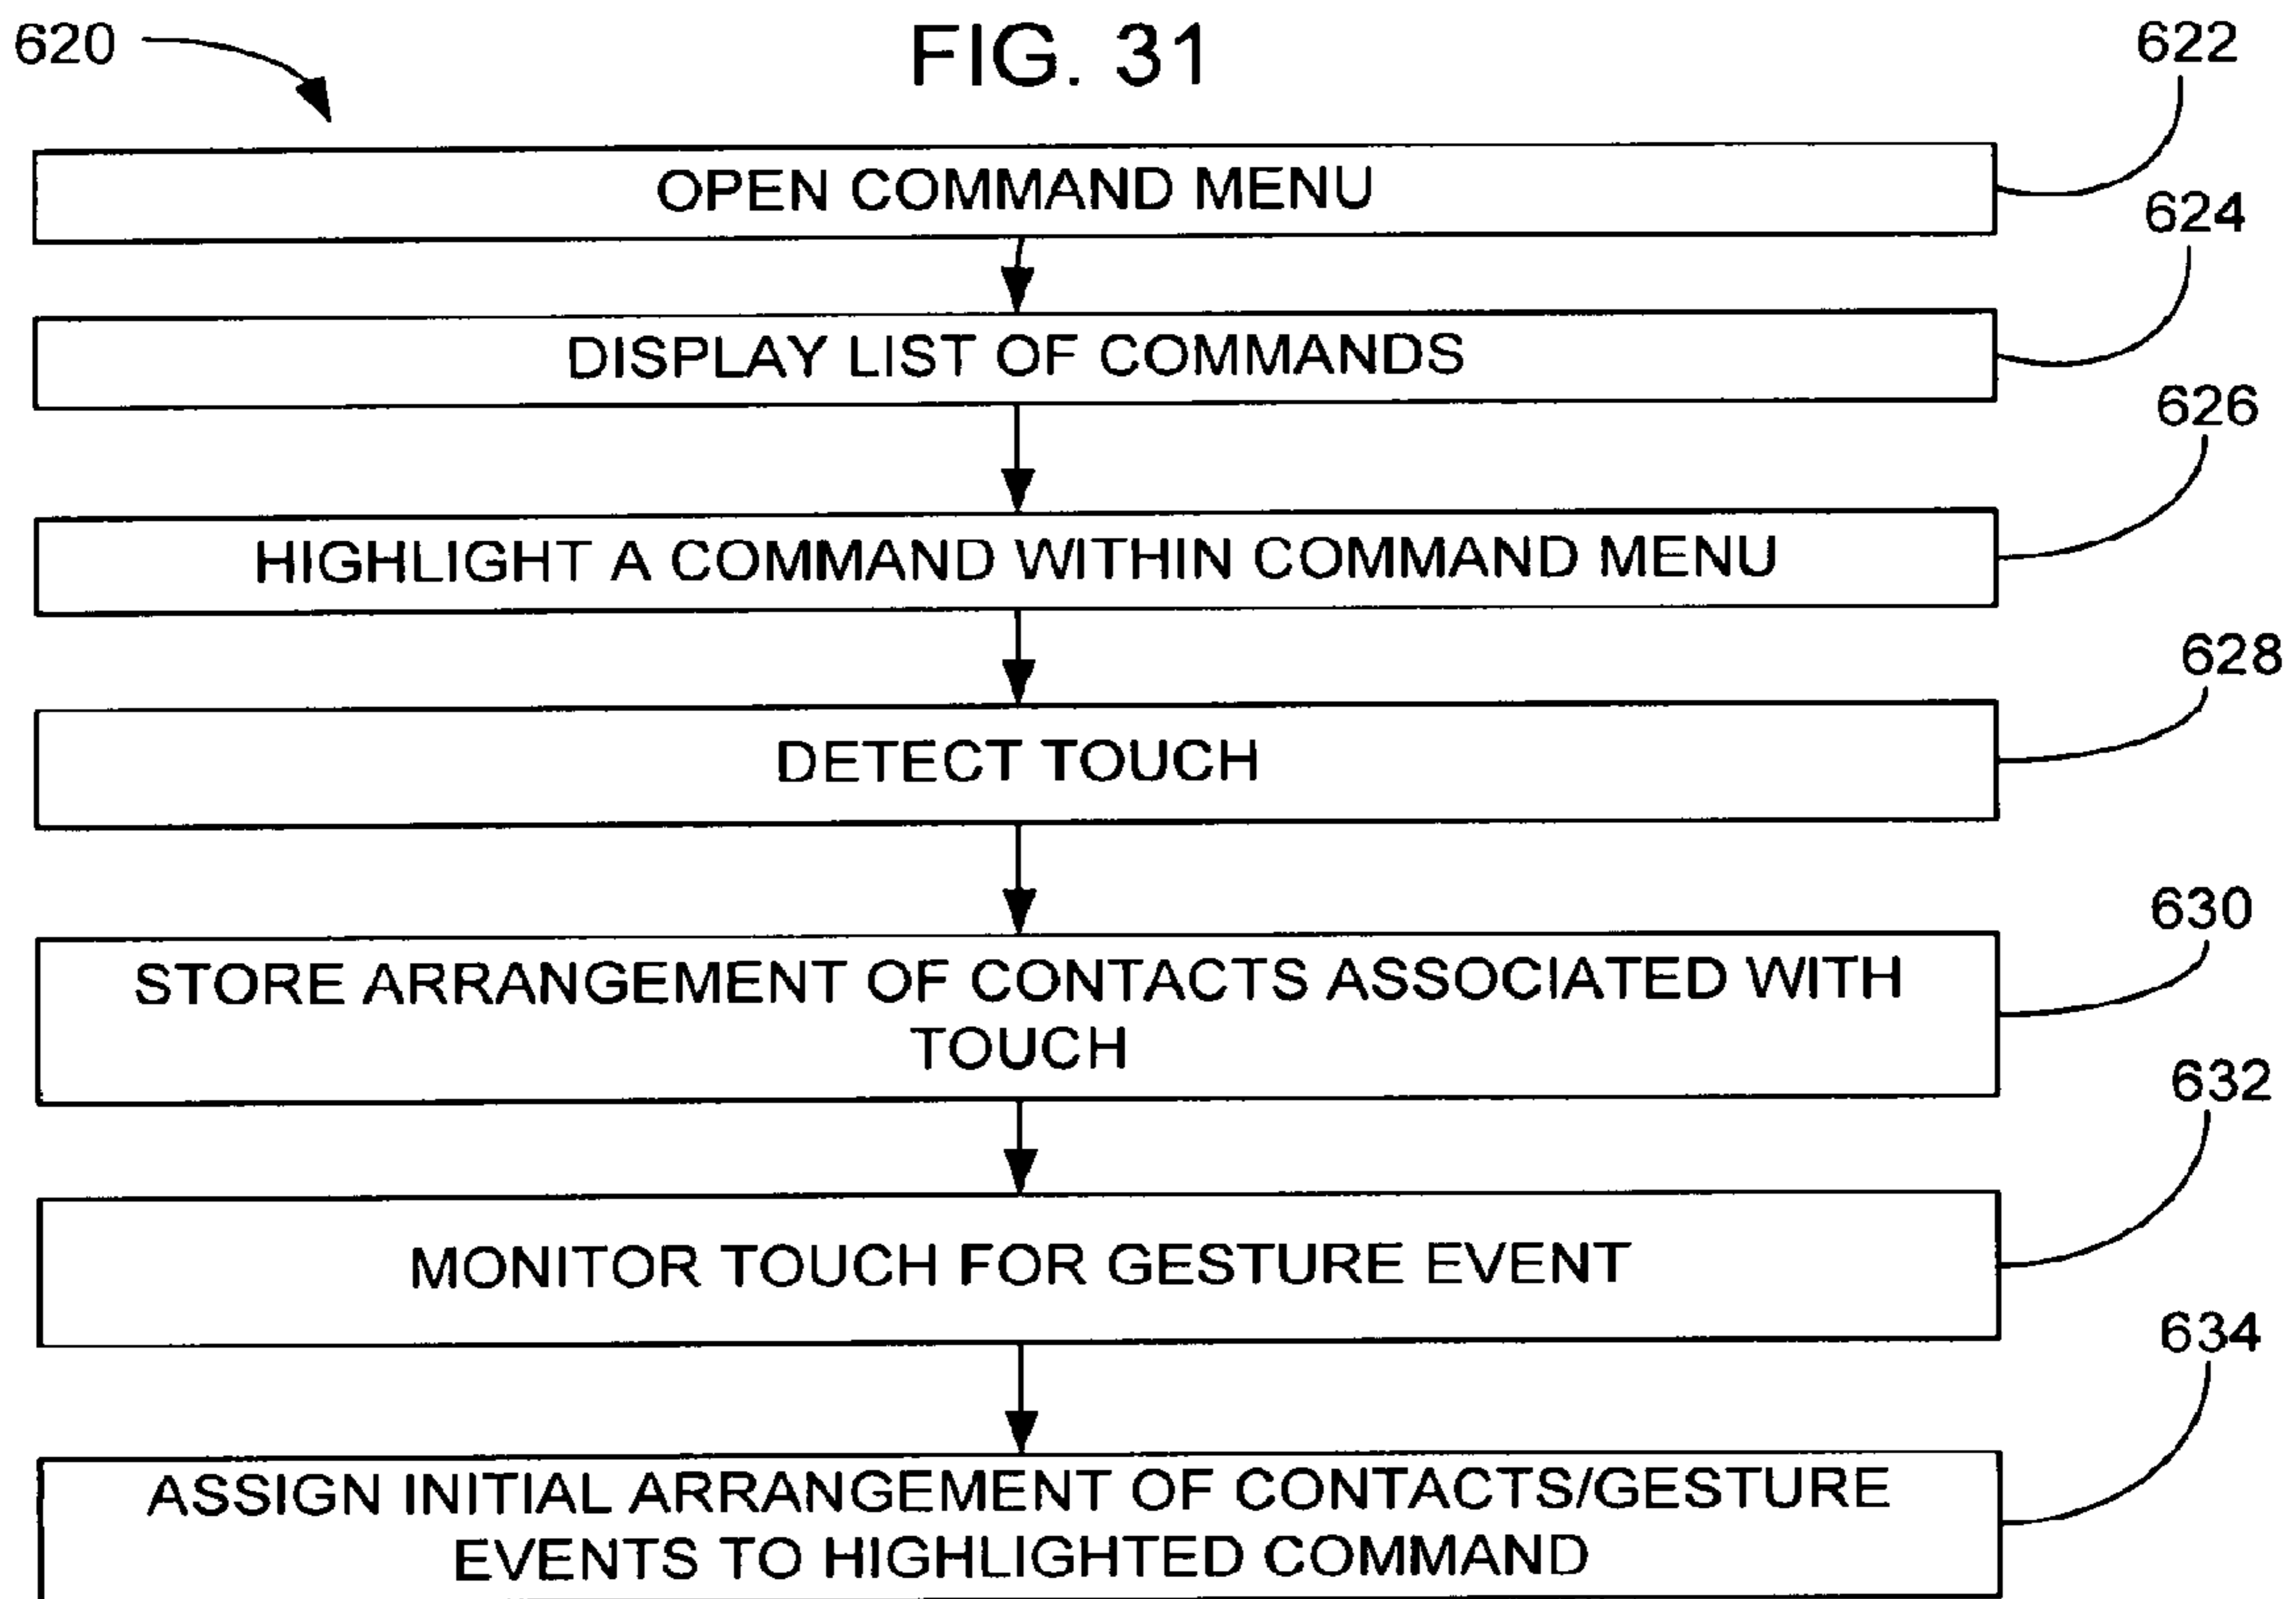 620
FIG. 31
622
OPEN COMMAND MENU
624
DISPLAY LIST OF COMMANDS
626
HIGHLIGHT A COMMAND WITHIN COMMAND MENU
628
DETECT TOUCH
630
STORE ARRANGEMENT OF CONTACTS ASSOCIATED WITH
TOUCH
632
MONITOR TOUCH FOR GESTURE EVENT
634
ASSIGN INITIAL ARRANGEMENT OF CONTACTS/GESTURE
EVENTS TO HIGHLIGHTED COMMAND